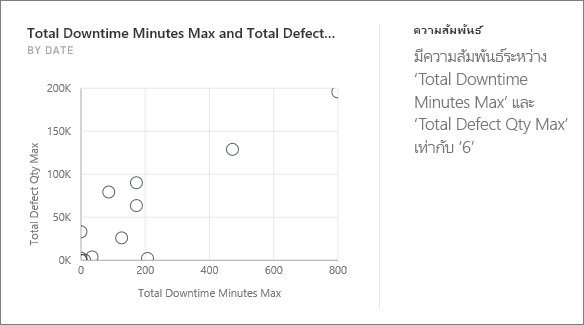 Total Downtime Minutes Max and Total Defect...
BY DATE
Total Defect Qty Max
200K
150K
100K
50K
0K
0
200
400
600
800
Total Downtime Minutes Max
ความสัมพันธ์
มีความสัมพันธ์ระหว่าง
‘Total Downtime
Minutes Max’ และ
‘Total Defect Qty Max’
เท่ากับ ‘6’